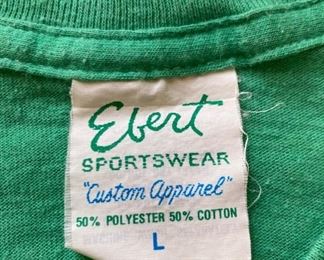 Ebert
SPORTSWEAR
"Custom Apparel"
50% POLYESTER 50% COTTON
L